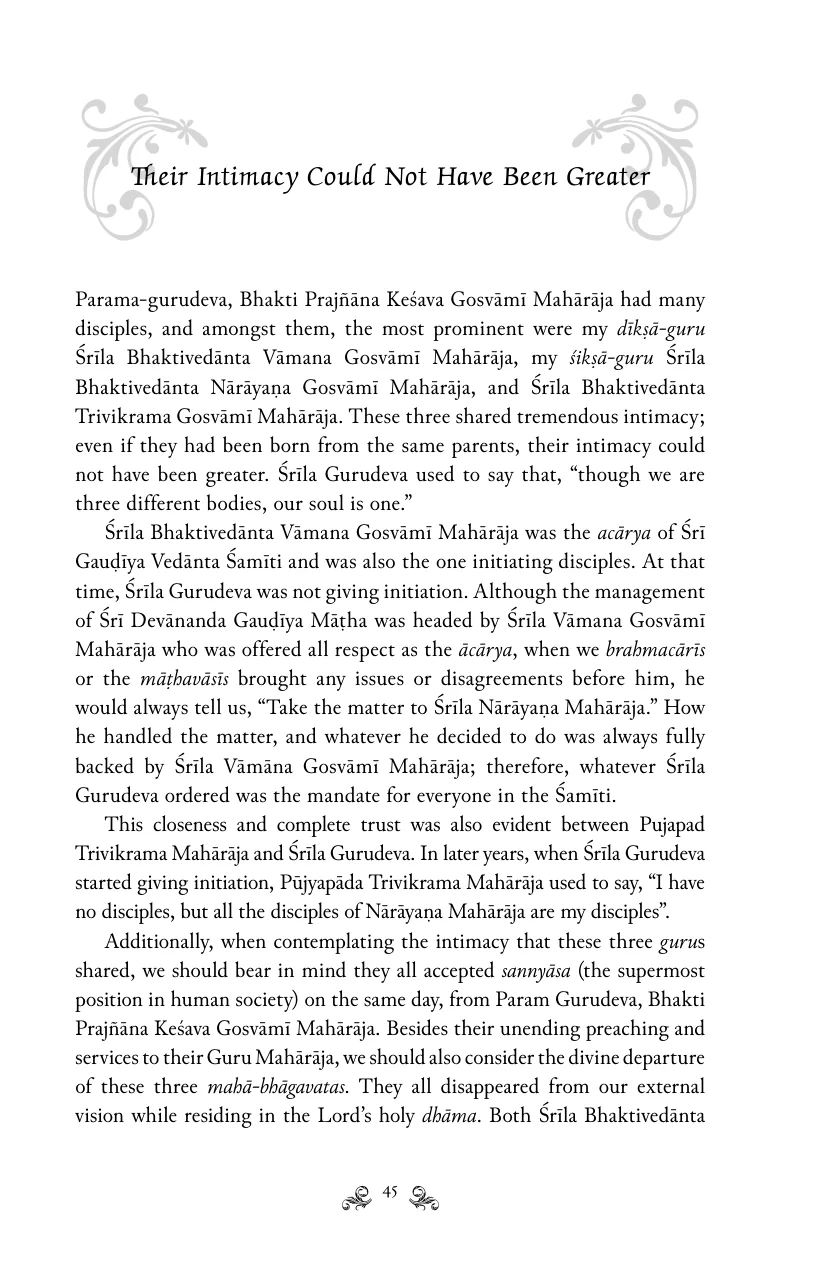 Their Intimacy Could Not Have Been Greater
Parama-gurudeva, Bhakti Prajñāna Keśava Gosvāmī Mahārāja had many
disciples, and amongst them, the most prominent were my dīkṣā-guru
Śrīla Bhaktivedānta Vāmana Gosvāmī Mahārāja, my śikṣā-guru Śrīla
Bhaktivedānta Nārāyaṇa Gosvāmī Mahārāja, and Śrīla Bhaktivedānta
Trivikrama Gosvāmī Mahārāja. These three shared tremendous intimacy;
even if they had been born from the same parents, their intimacy could
not have been greater. Śrīla Gurudeva used to say that, “though we are
three different bodies, our soul is one.”
Śrīla Bhaktivedānta Vāmana Gosvāmī Mahārāja was the acārya of Śrī
Gauḍīya Vedānta Śamīti and was also the one initiating disciples. At that
time, Śrīla Gurudeva was not giving initiation. Although the management
of Śrī Devānanda Gauḍīya Māṭha was headed by Śrīla Vāmana Gosvāmī
Mahārāja who was offered all respect as the ācārya, when we brahmacārīs
or the māṭhavāsīs brought any issues or disagreements before him, he
would always tell us, “Take the matter to Śrīla Nārāyaṇa Mahārāja.” How
he handled the matter, and whatever he decided to do was always fully
backed by Śrīla Vāmāna Gosvāmī Mahārāja; therefore, whatever Śrīla
Gurudeva ordered was the mandate for everyone in the Śamīti.
This closeness and complete trust was also evident between Pujapad
Trivikrama Mahārāja and Śrīla Gurudeva. In later years, when Śrīla Gurudeva
started giving initiation, Pūjyapāda Trivikrama Mahārāja used to say, “I have
no disciples, but all the disciples of Nārāyaṇa Mahārāja are my disciples”.
Additionally, when contemplating the intimacy that these three gurus
shared, we should bear in mind they all accepted sannyāsa (the supermost
position in human society) on the same day, from Param Gurudeva, Bhakti
Prajñāna Keśava Gosvāmī Mahārāja. Besides their unending preaching and
services to their Guru Mahārāja, we should also consider the divine departure
of these three mahā-bhāgavatas. They all disappeared from our external
vision while residing in the Lord’s holy dhāma. Both Śrīla Bhaktivedānta
45